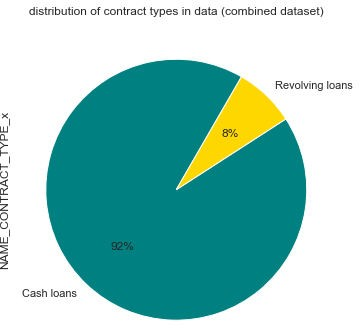 distribution of contract types in data (combined dataset)
Revolving loans
8%
NAME_CONTRACT_TYPE_x
92%
Cash loans